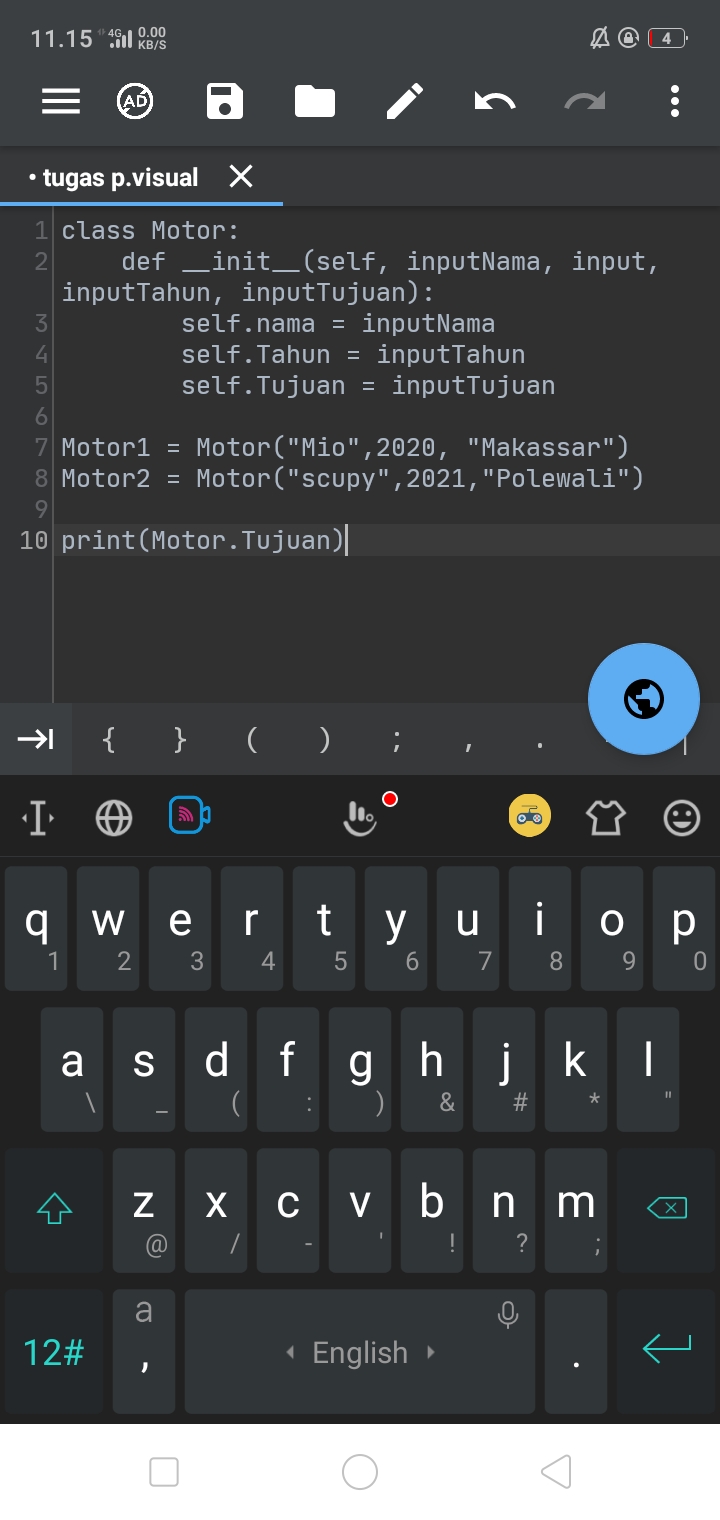 11.15 4G 0.00 KB/S 4
AD
• tugas p.visual
1 class Motor:
2     def __init__(self, inputNama, input,
inputTahun, inputTujuan):
3         self.nama = inputNama
4         self.Tahun = inputTahun
5         self.Tujuan = inputTujuan
6
7 Motor1 = Motor("Mio",2020, "Makassar")
8 Motor2 = Motor("scupy",2021,"Polewali")
9
10 print(Motor.Tujuan)
{ } ( ) ; , . |
q w e r t y u i o p
1 2 3 4 5 6 7 8 9 0
a s d f g h j k l
\ _ ( : ) & # * "
z x c v b n m
@ / - ' ! ? ;
a
12# , English .